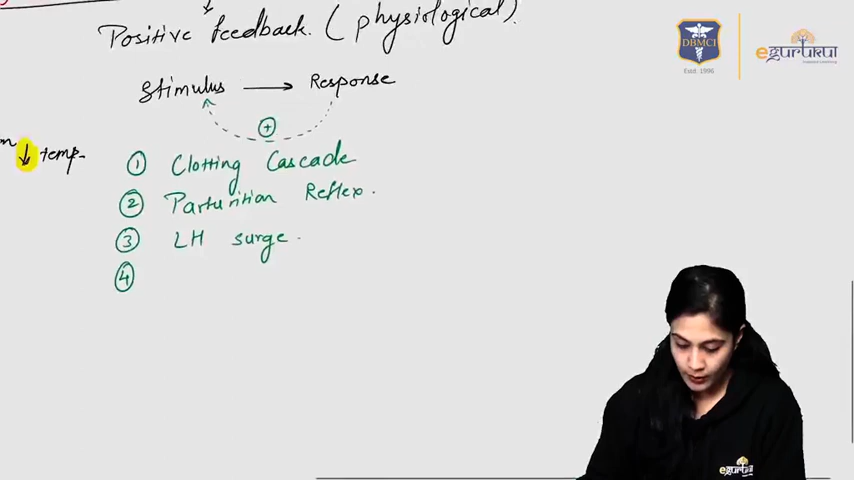 Positive feedback. (physiological).
Stimulus → Response
+
↓ temp.
① Clotting Cascade
② Parturition Reflex.
③ LH surge.
④
DBMCI
Estd. 1996
egurukul
egurukul